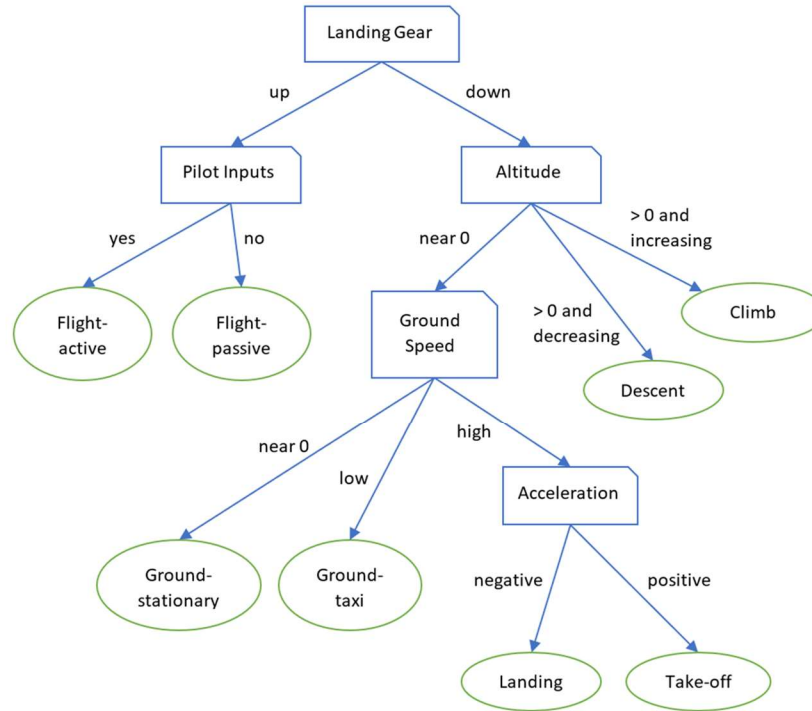 Landing Gear
up
down
Pilot Inputs
Altitude
yes
no
near 0
> 0 and
increasing
Flight-
active
Flight-
passive
Ground
Speed
> 0 and
decreasing
Climb
Descent
near 0
low
high
Acceleration
Ground-
stationary
Ground-
taxi
negative
positive
Landing
Take-off